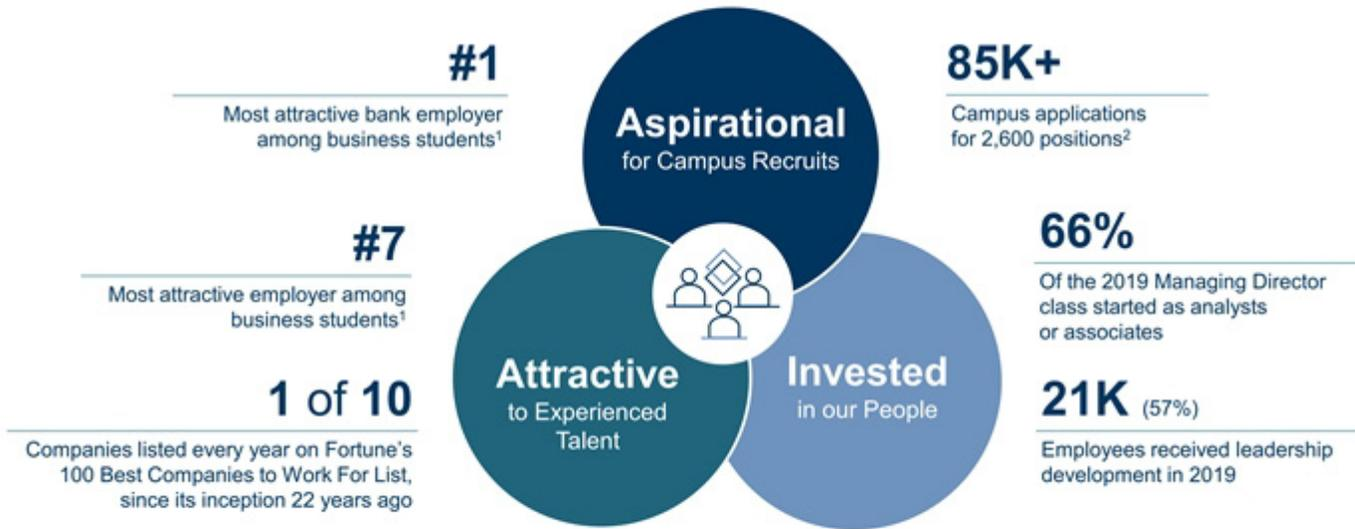 #1
Most attractive bank employer
among business students¹
#7
Most attractive employer among
business students¹
1 of 10
Companies listed every year on Fortune's
100 Best Companies to Work For List,
since its inception 22 years ago
Aspirational
for Campus Recruits
Attractive
to Experienced
Talent
Invested
in our People
85K+
Campus applications
for 2,600 positions²
66%
Of the 2019 Managing Director
class started as analysts
or associates
21K (57%)
Employees received leadership
development in 2019